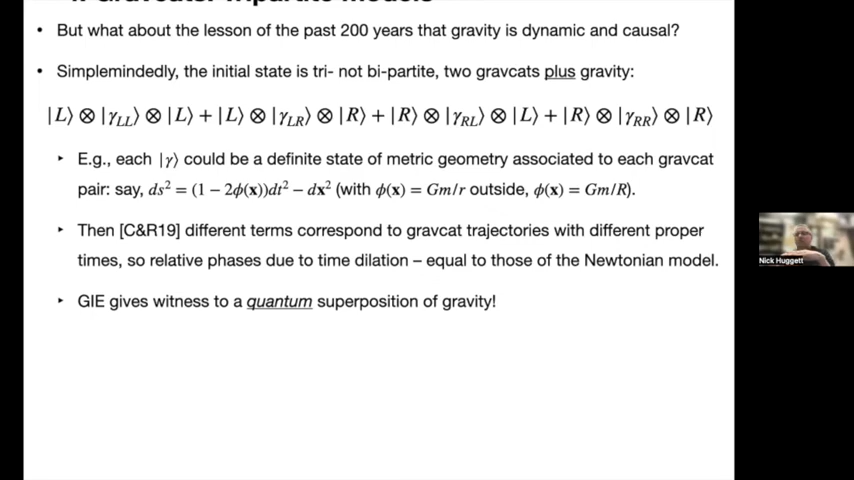 4. Gravcats: Tripartite Models
• But what about the lesson of the past 200 years that gravity is dynamic and causal?
• Simplemindedly, the initial state is tri- not bi-partite, two gravcats plus gravity:
|L⟩ ⊗ |γ_LL⟩ ⊗ |L⟩ + |L⟩ ⊗ |γ_LR⟩ ⊗ |R⟩ + |R⟩ ⊗ |γ_RL⟩ ⊗ |L⟩ + |R⟩ ⊗ |γ_RR⟩ ⊗ |R⟩
‣ E.g., each |γ⟩ could be a definite state of metric geometry associated to each gravcat
pair: say, ds² = (1 − 2ϕ(x))dt² − dx² (with ϕ(x) = Gm/r outside, ϕ(x) = Gm/R).
‣ Then [C&R19] different terms correspond to gravcat trajectories with different proper
times, so relative phases due to time dilation – equal to those of the Newtonian model.
‣ GIE gives witness to a quantum superposition of gravity!
Nick Huggett